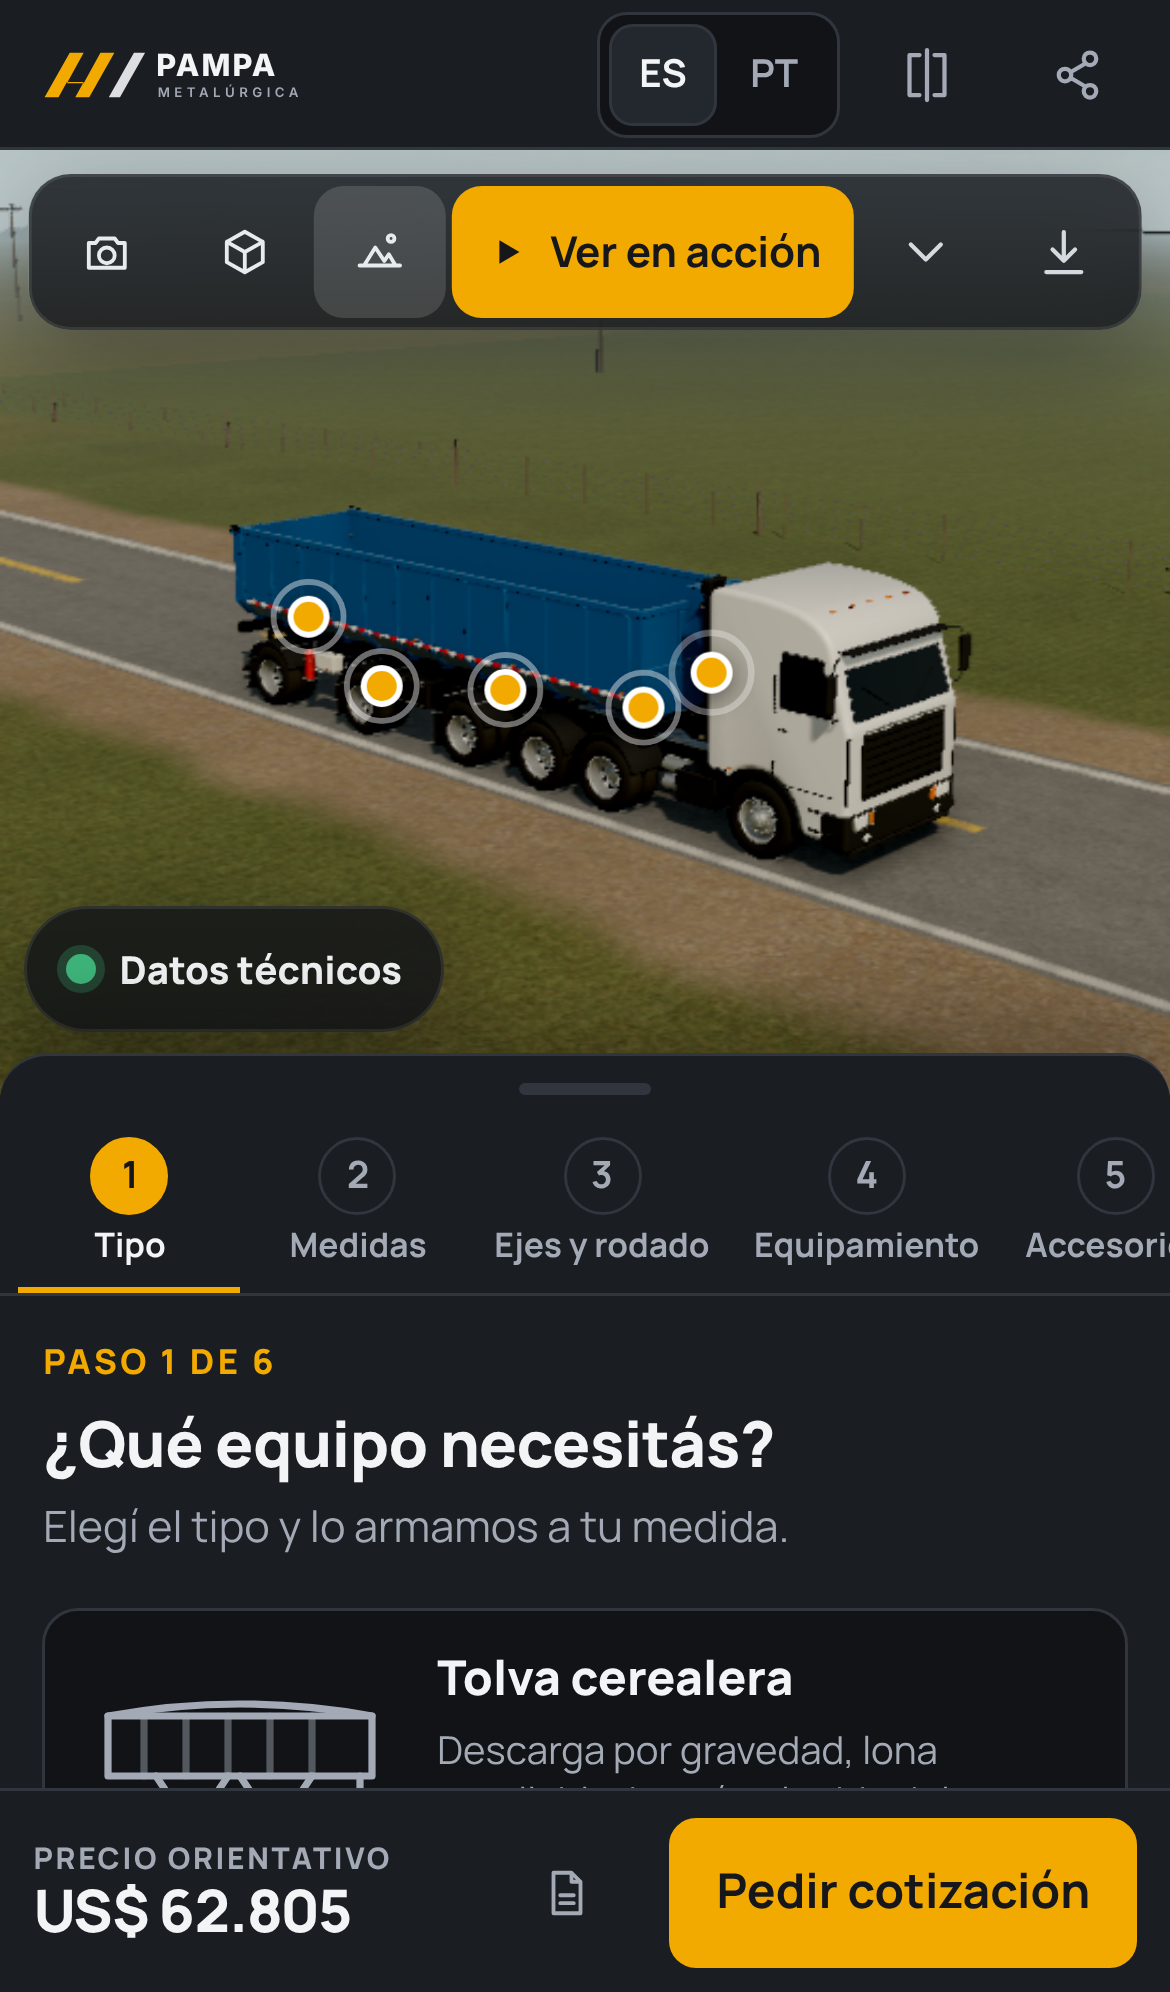 PAMPA
METALÚRGICA
ES
PT
Ver en acción
Datos técnicos
1
2
3
4
5
Tipo
Medidas
Ejes y rodado
Equipamiento
Accesori
PASO 1 DE 6
¿Qué equipo necesitás?
Elegí el tipo y lo armamos a tu medida.
Tolva cerealera
Descarga por gravedad, lona
PRECIO ORIENTATIVO
US$ 62.805
Pedir cotización